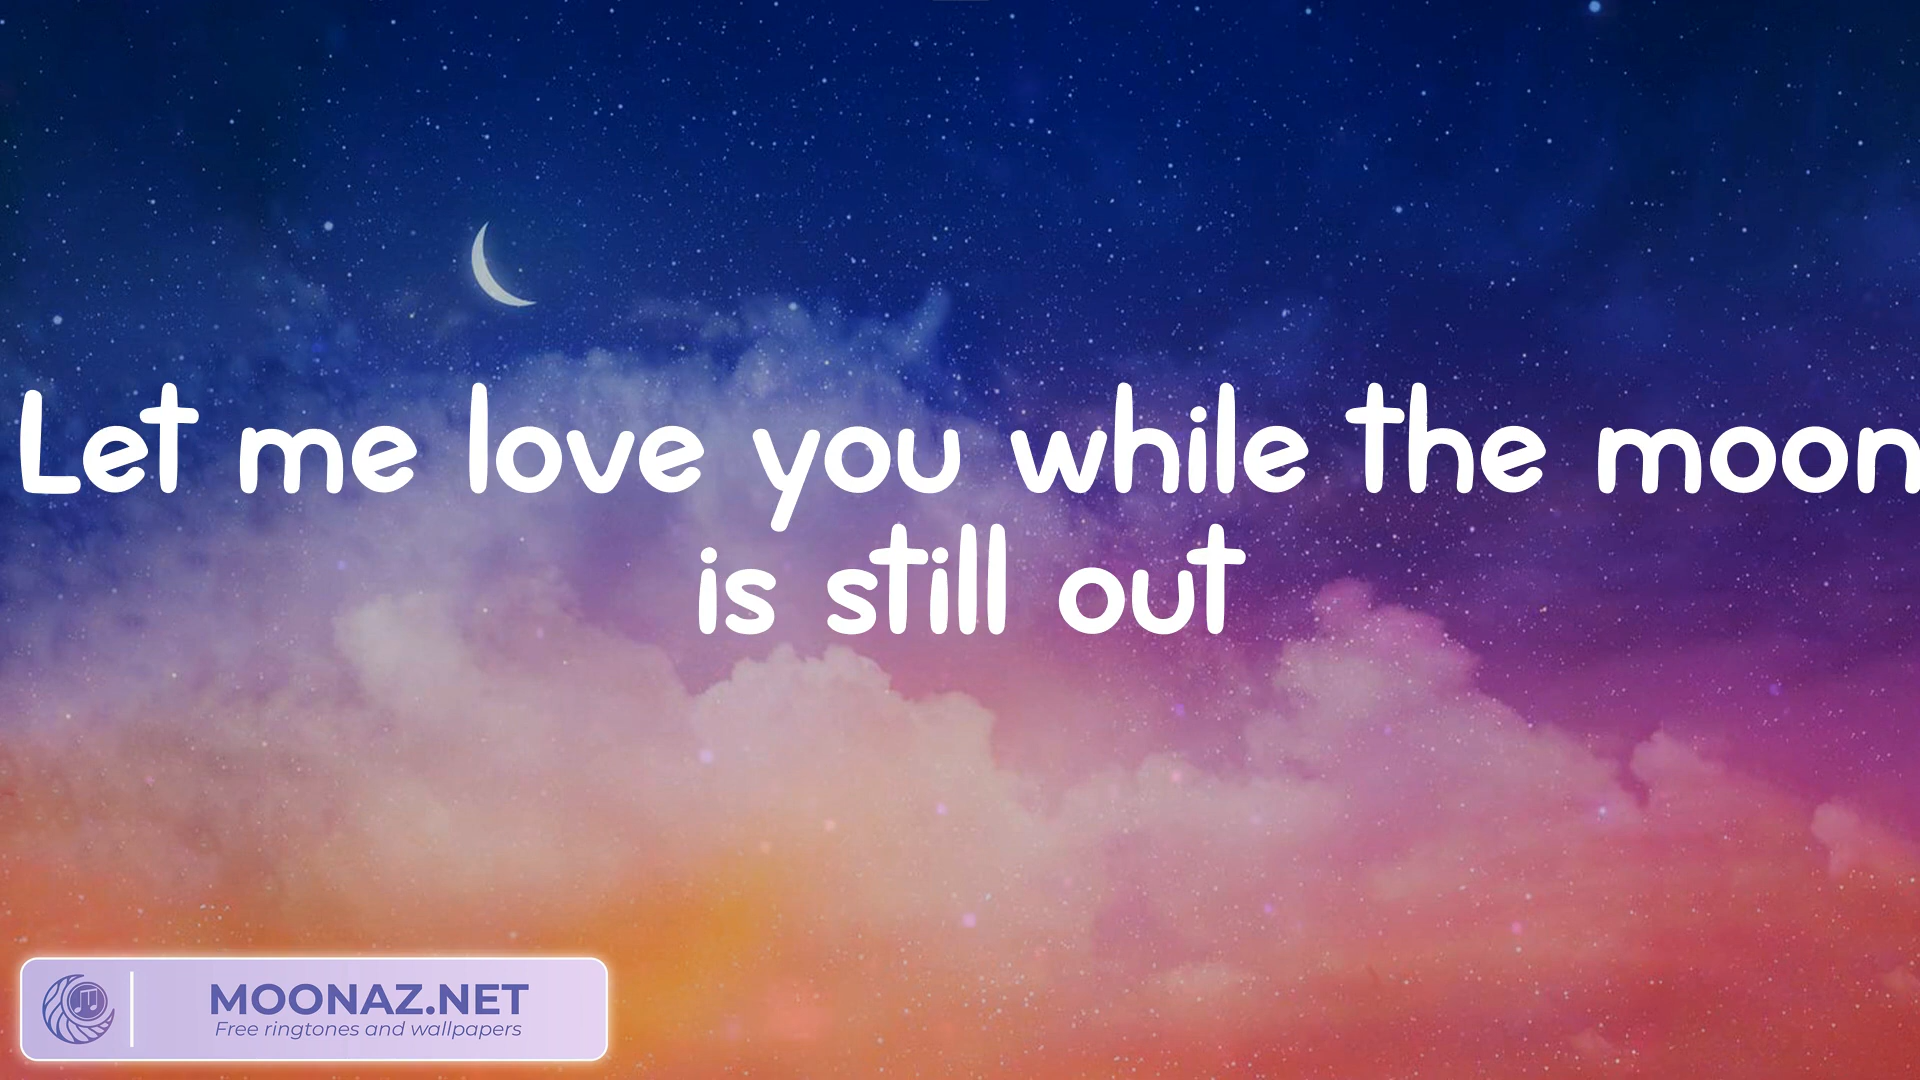 Let me love you while the moon
is still out
MOONAZ.NET
Free ringtones and wallpapers